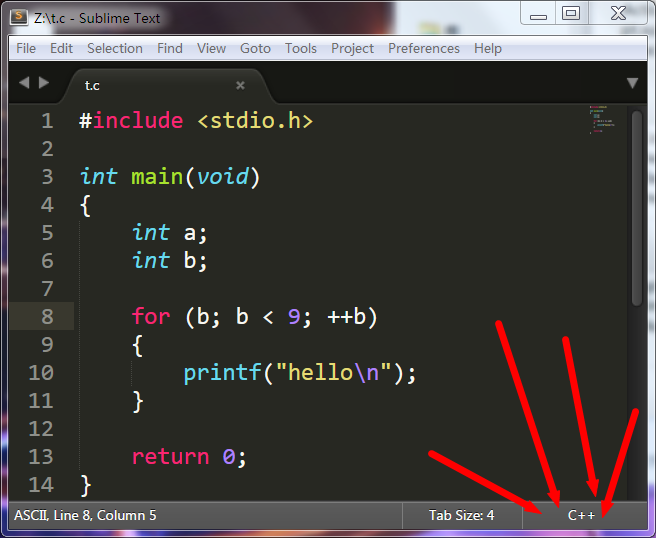 Z:\t.c - Sublime Text
File Edit Selection Find View Goto Tools Project Preferences Help
t.c
1 #include <stdio.h>
2
3 int main(void)
4 {
5     int a;
6     int b;
7
8     for (b; b < 9; ++b)
9     {
10         printf("hello\n");
11     }
12
13     return 0;
14 }
ASCII, Line 8, Column 5 Tab Size: 4 C++